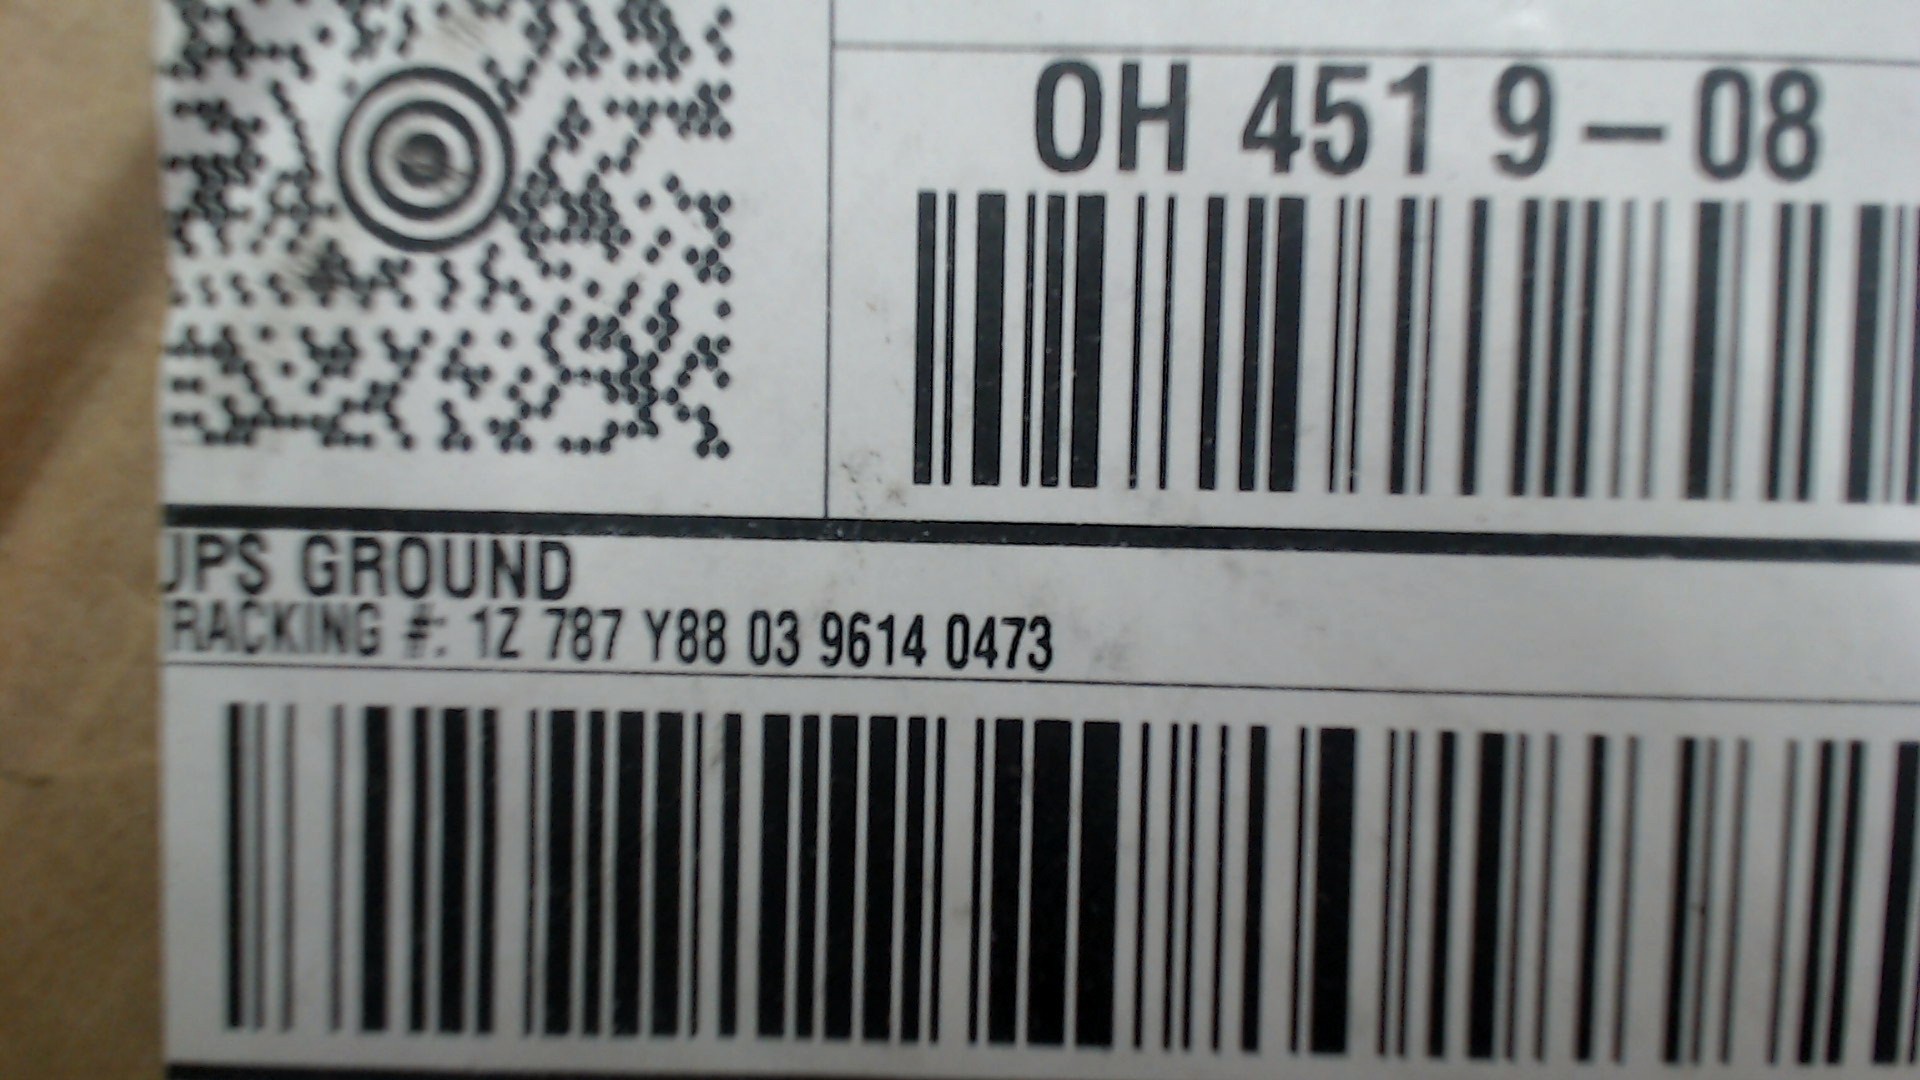 OH 451 9-08
UPS GROUND
TRACKING #: 1Z 787 Y88 03 9614 0473